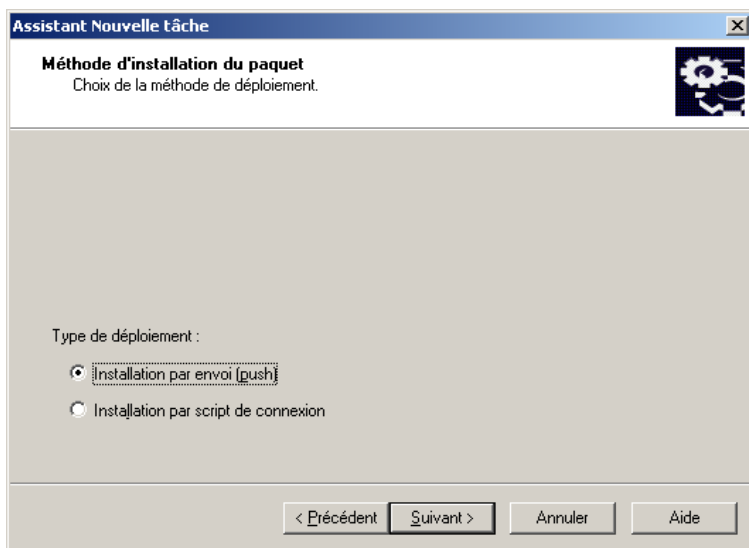 Assistant Nouvelle tâche
Méthode d'installation du paquet
Choix de la méthode de déploiement.
Type de déploiement :
Installation par envoi (push)
Installation par script de connexion
< Précédent Suivant > Annuler Aide